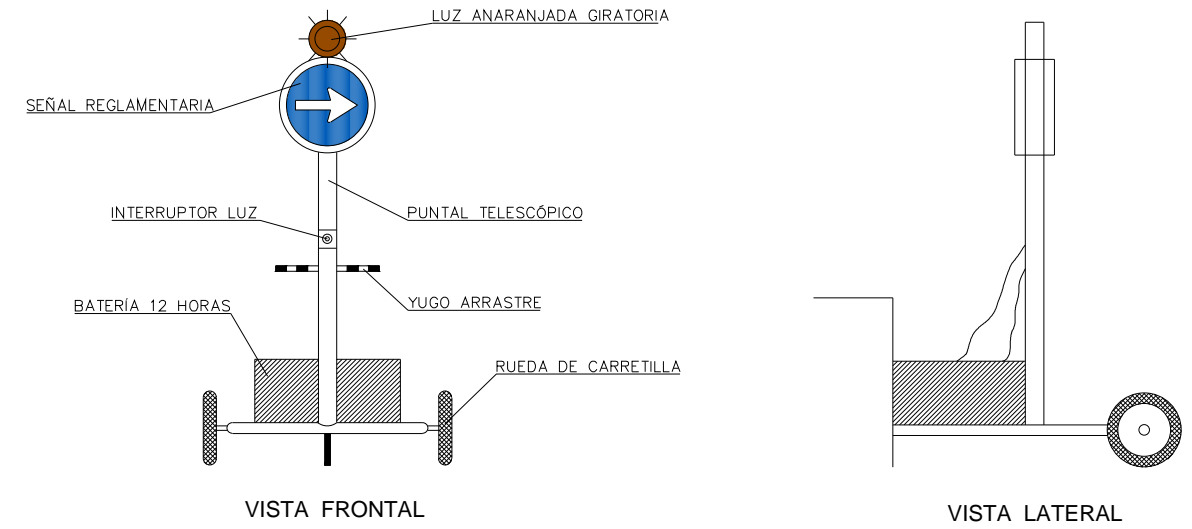 LUZ ANARANJADA GIRATORIA
SEÑAL REGLAMENTARIA
INTERRUPTOR LUZ
PUNTAL TELESCÓPICO
BATERÍA 12 HORAS
YUGO ARRASTRE
RUEDA DE CARRETILLA
VISTA FRONTAL
VISTA LATERAL